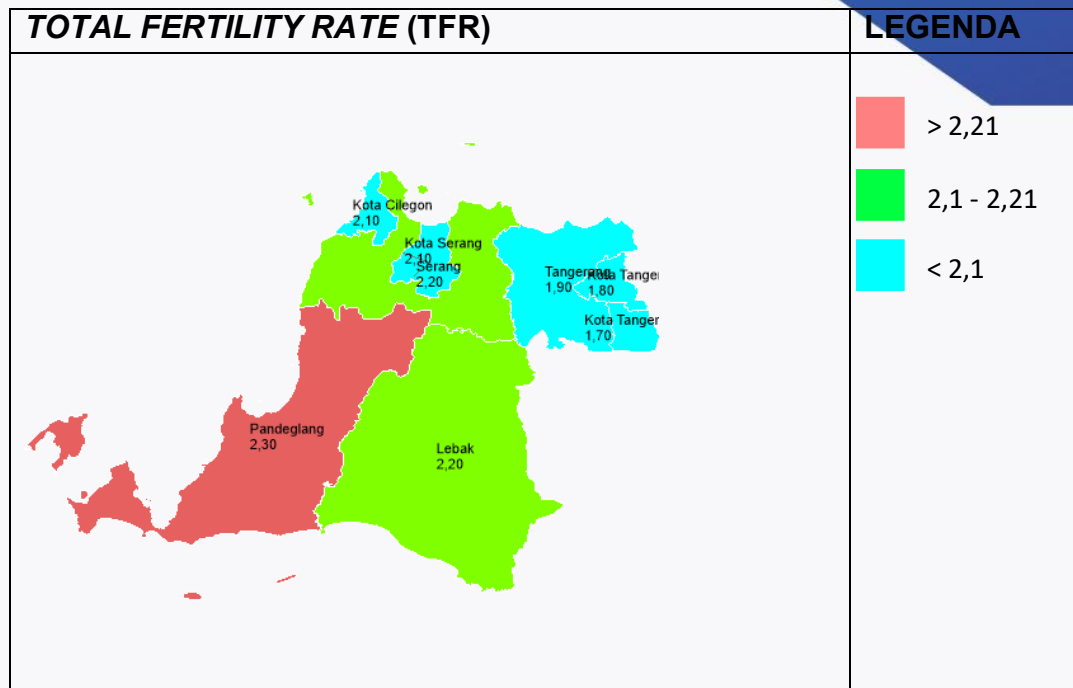 TOTAL FERTILITY RATE (TFR)
LEGENDA
> 2,21
2,1 - 2,21
< 2,1
Kota Cilegon
2,10
Kota Serang
2,10
Serang
2,20
Tangerang
1,90
Kota Tanger
1,80
Kota Tanger
1,70
Pandeglang
2,30
Lebak
2,20